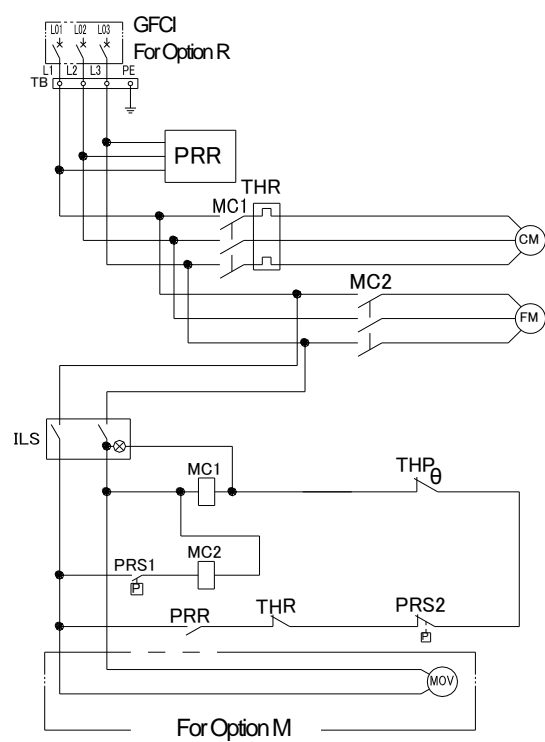 L01 L02 L03
GFCI
For Option R
L1 L2 L3 PE
TB
PRR
THR
MC1
CM
MC2
FM
ILS
MC1
THP
θ
PRS1
MC2
P
PRR
THR
PRS2
P
MOV
For Option M